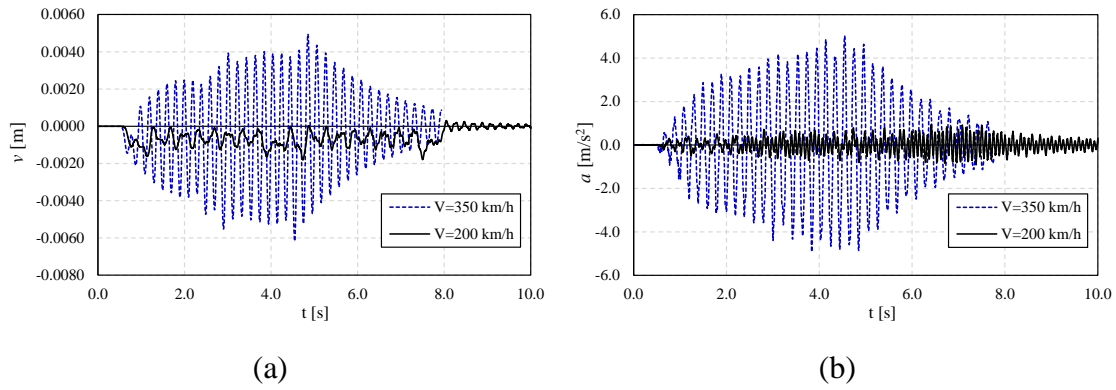 0.0060
0.0040
0.0020
0.0000
-0.0020
-0.0040
-0.0060
-0.0080
v [m]
V=350 km/h
V=200 km/h
0.0 2.0 4.0 6.0 8.0 10.0
t [s]
(a)
6.0
4.0
2.0
0.0
-2.0
-4.0
-6.0
a [m/s²]
V=350 km/h
V=200 km/h
0.0 2.0 4.0 6.0 8.0 10.0
t [s]
(b)